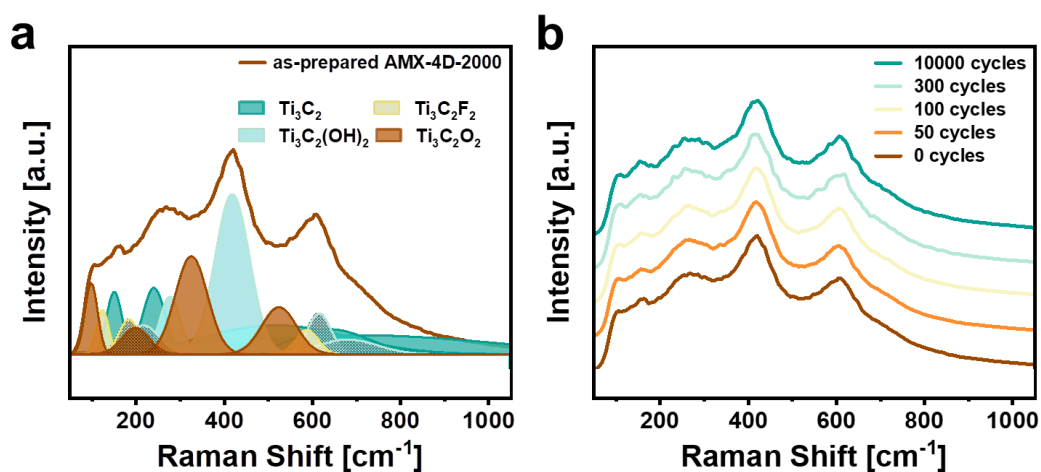 a
as-prepared AMX-4D-2000
Ti₃C₂
Ti₃C₂F₂
Ti₃C₂(OH)₂
Ti₃C₂O₂
Intensity [a.u.]
200 400 600 800 1000
Raman Shift [cm⁻¹]
b
10000 cycles
300 cycles
100 cycles
50 cycles
0 cycles
Intensity [a.u.]
200 400 600 800 1000
Raman Shift [cm⁻¹]